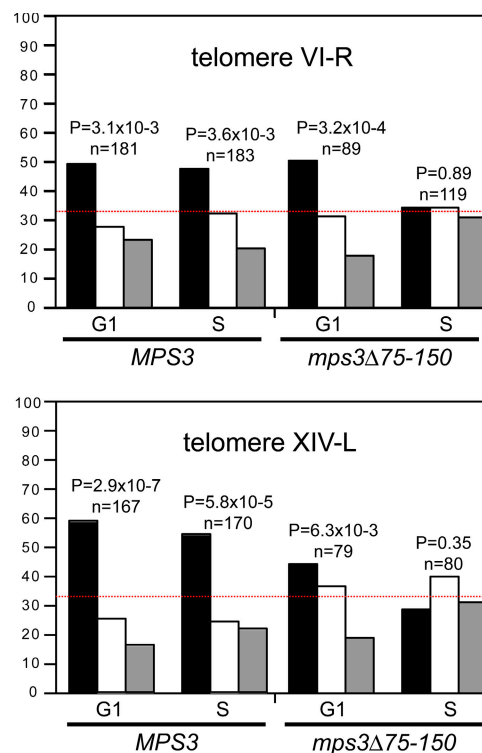 100
90
80
70
60
50
40
30
20
10
0
telomere VI-R
P=3.1x10-3
n=181
P=3.6x10-3
n=183
P=3.2x10-4
n=89
P=0.89
n=119
G1 S G1 S
MPS3 mps3Δ75-150
100
90
80
70
60
50
40
30
20
10
0
telomere XIV-L
P=2.9x10-7
n=167
P=5.8x10-5
n=170
P=6.3x10-3
n=79
P=0.35
n=80
G1 S G1 S
MPS3 mps3Δ75-150